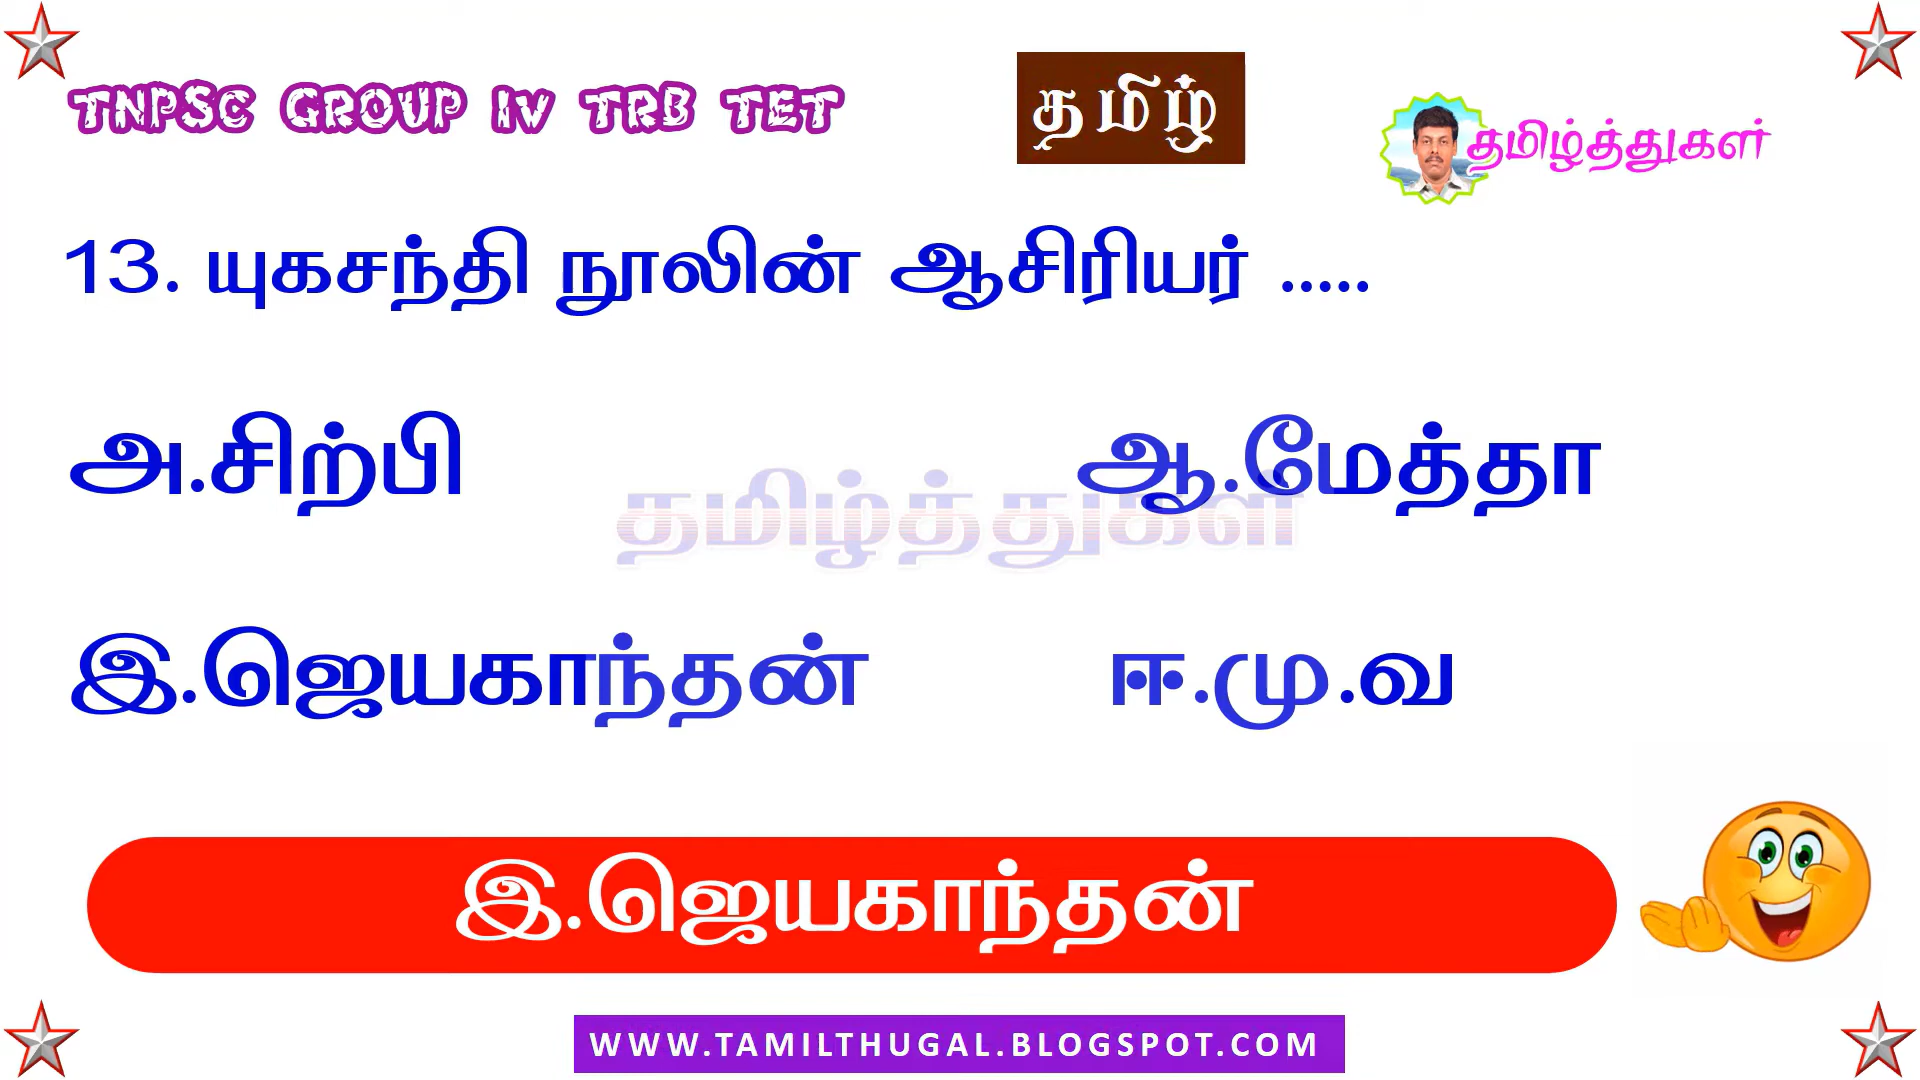 TNPSC GROUP IV TRB TET
தமிழ்
தமிழ்த்துகள்
13. யுகசந்தி நூலின் ஆசிரியர் .....
அ.சிற்பி
ஆ.மேத்தா
தமிழ்த்துகள்
இ.ஜெயகாந்தன்
ஈ.மு.வ
இ.ஜெயகாந்தன்
WWW.TAMILTHUGAL.BLOGSPOT.COM